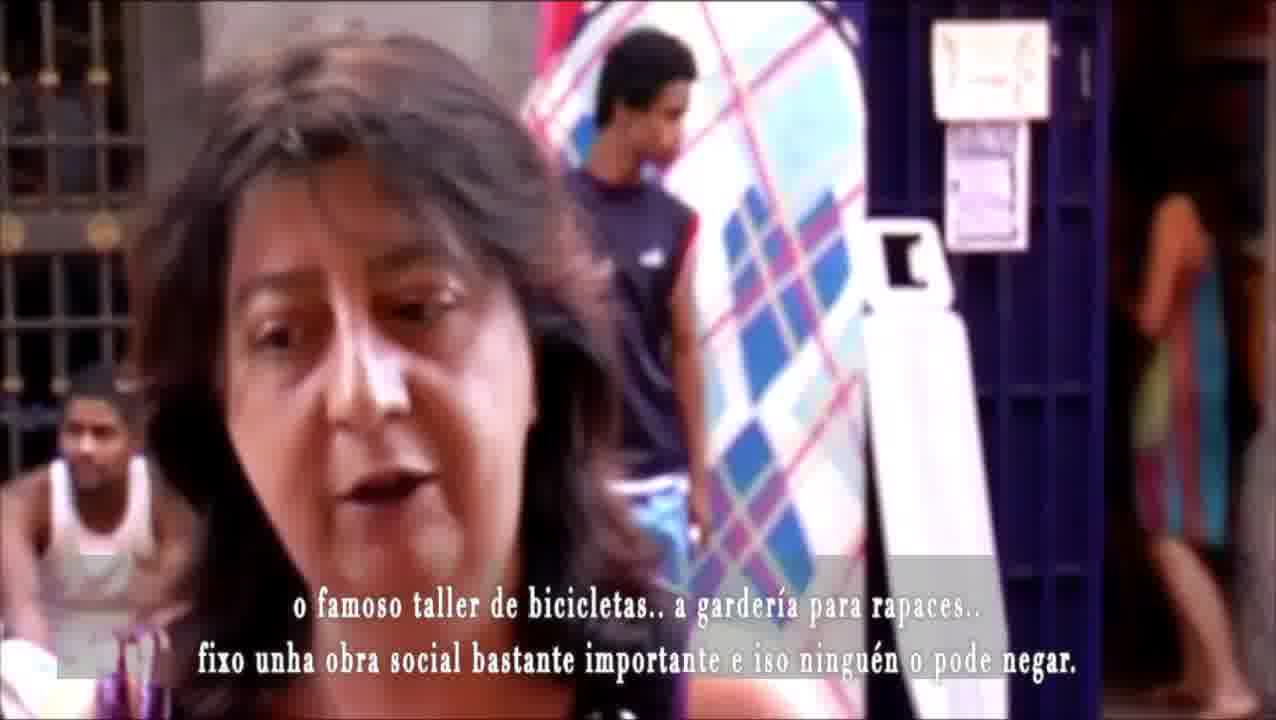 o famoso taller de bicicletas.. a gardería para rapaces..
fixo unha obra social bastante importante e iso ninguén o pode negar.